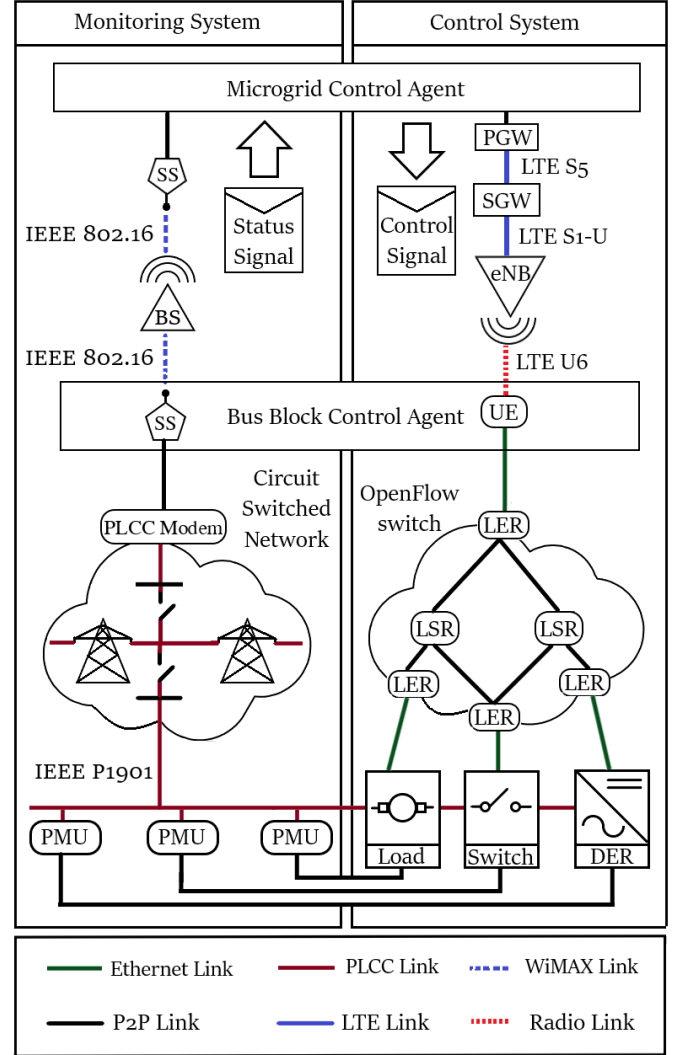 Monitoring System
Control System
Microgrid Control Agent
PGW
LTE S5
SS
SGW
Status
Signal
Control
Signal
IEEE 802.16
LTE S1-U
eNB
BS
IEEE 802.16
LTE U6
Bus Block Control Agent
SS
UE
Circuit
Switched
Network
OpenFlow
switch
PLCC Modem
LER
LSR
LSR
LER
LER
LER
IEEE P1901
PMU
PMU
PMU
Load
Switch
DER
Ethernet Link
PLCC Link
WiMAX Link
P2P Link
LTE Link
Radio Link